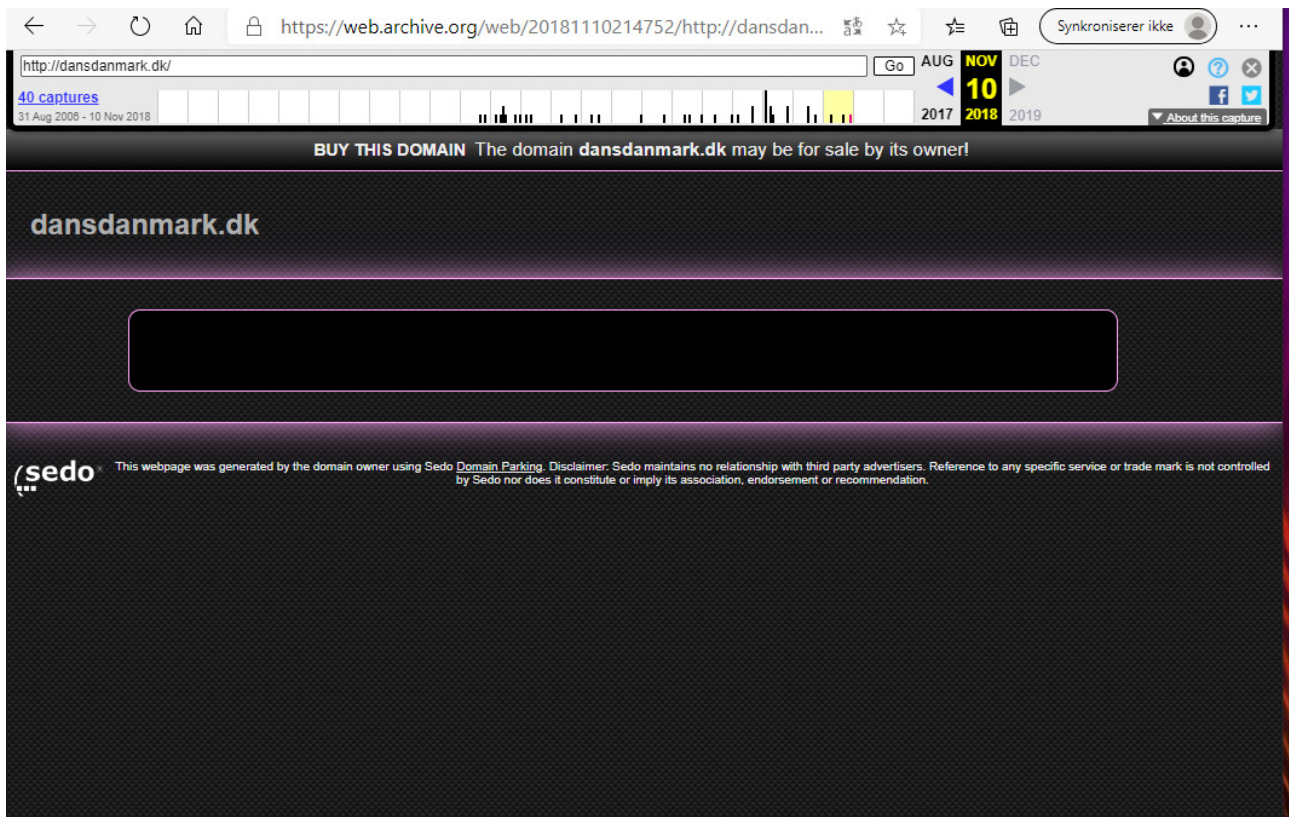 https://web.archive.org/web/20181110214752/http://dansdan... Synkroniserer ikke
http://dansdanmark.dk/ Go AUG NOV DEC
40 captures 10
31 Aug 2006 - 10 Nov 2018 2017 2018 2019 About this capture
BUY THIS DOMAIN The domain dansdanmark.dk may be for sale by its owner!
dansdanmark.dk
sedo This webpage was generated by the domain owner using Sedo Domain Parking. Disclaimer: Sedo maintains no relationship with third party advertisers. Reference to any specific service or trade mark is not controlled
by Sedo nor does it constitute or imply its association, endorsement or recommendation.